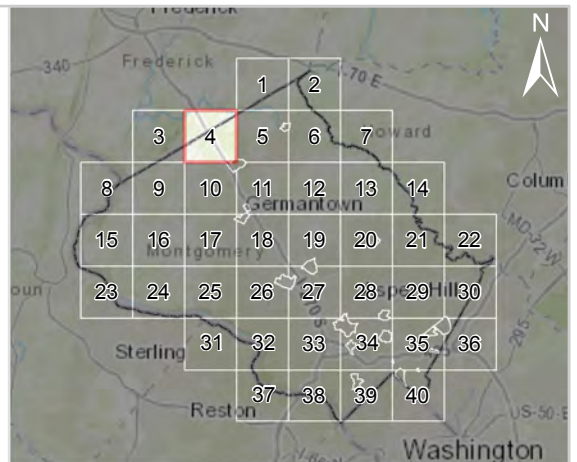 Frederick
N
340
Frederick
I-70 E
1 2
3 4 5 6 7
Howard
8 9 10 11 12 13 14
Colum
Germantown
MD-32 W
15 16 17 18 19 20 21 22
Montgomery
23 24 25 26 27 28 29 30
oun
I-270 S
Aspen Hill
295
31 32 33 34 35 36
Sterling
37 38 39 40
Reston
US-50 E
Washington